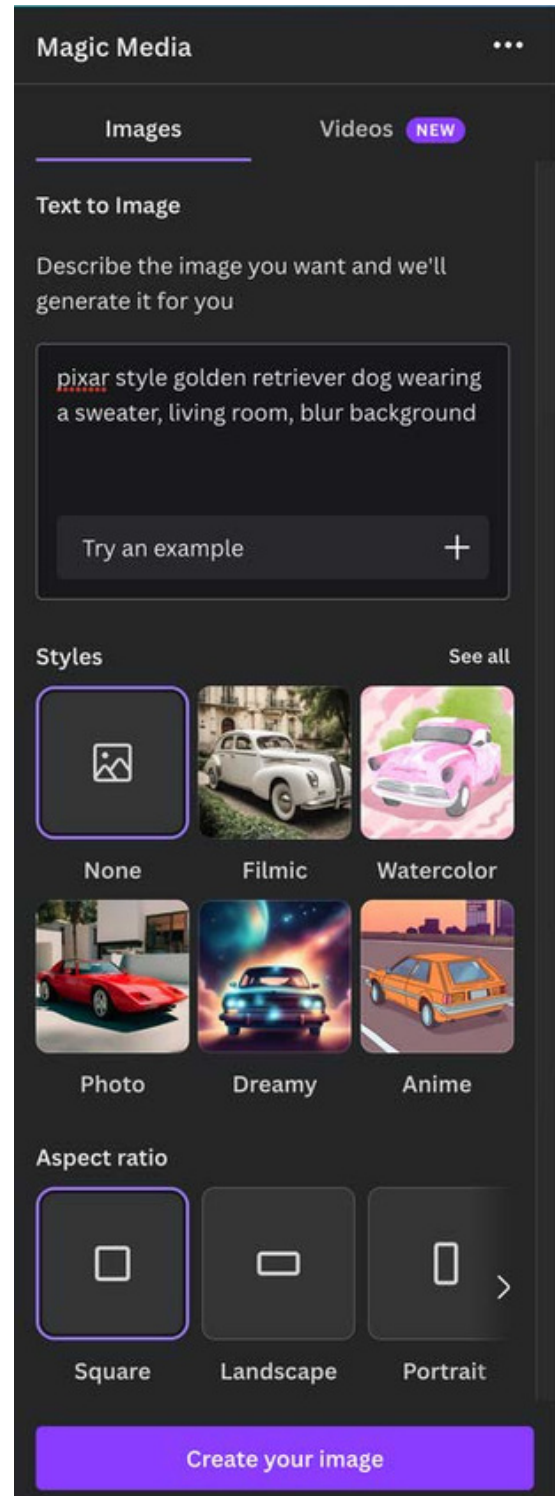 Magic Media
Images
Videos NEW
Text to Image
Describe the image you want and we'll
generate it for you
pixar style golden retriever dog wearing
a sweater, living room, blur background
Try an example
Styles
See all
None
Filmic
Watercolor
Photo
Dreamy
Anime
Aspect ratio
Square
Landscape
Portrait
Create your image